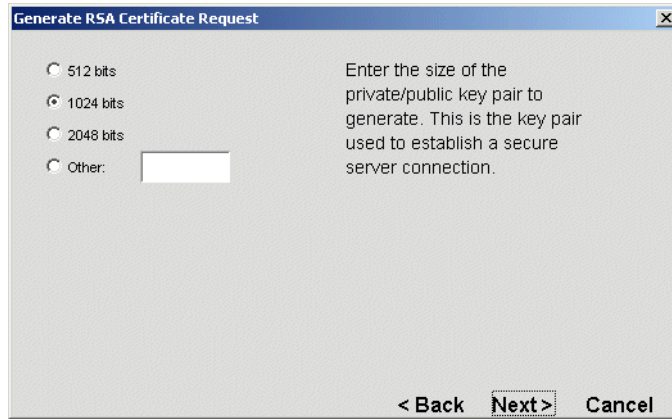 Generate RSA Certificate Request
512 bits
1024 bits
2048 bits
Other:
Enter the size of the
private/public key pair to
generate. This is the key pair
used to establish a secure
server connection.
< Back Next > Cancel